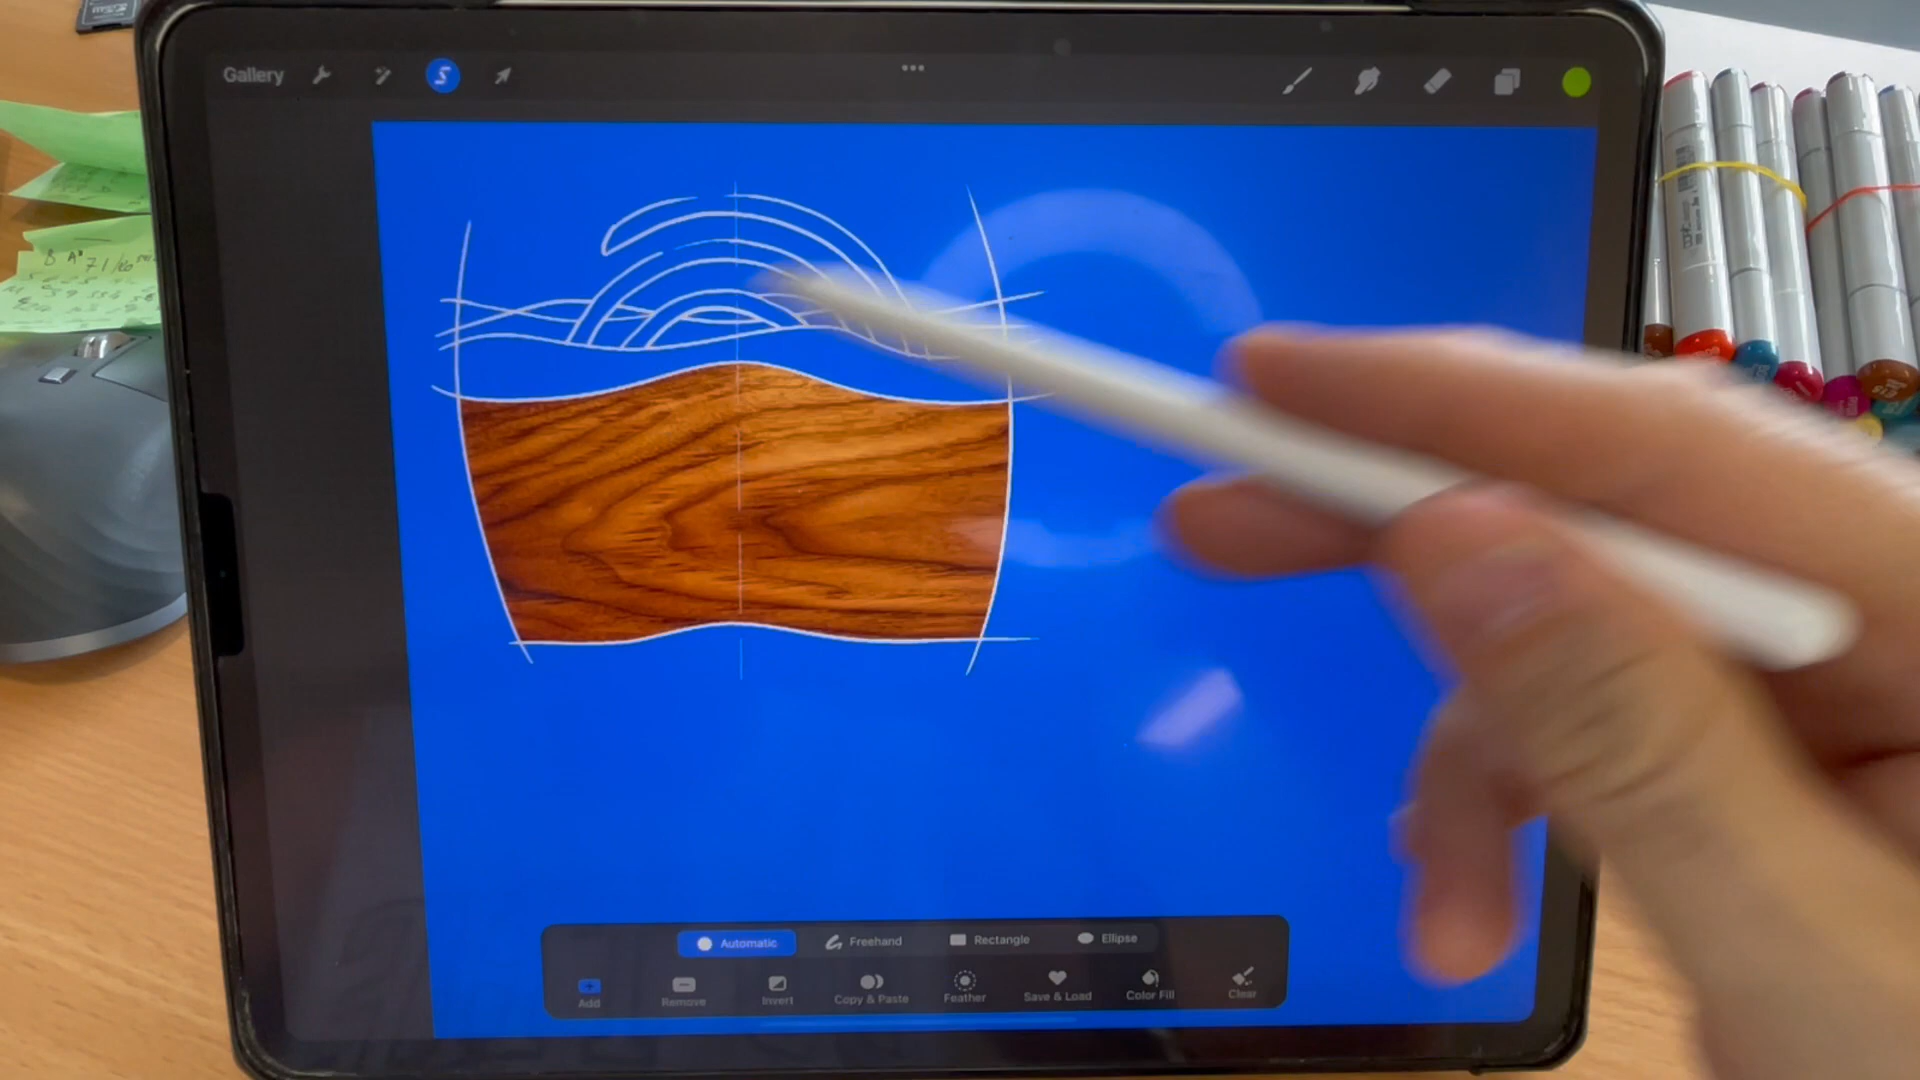 Gallery
Automatic Freehand Rectangle Ellipse
Add Remove Invert Copy & Paste Feather Save & Load Color Fill Clear